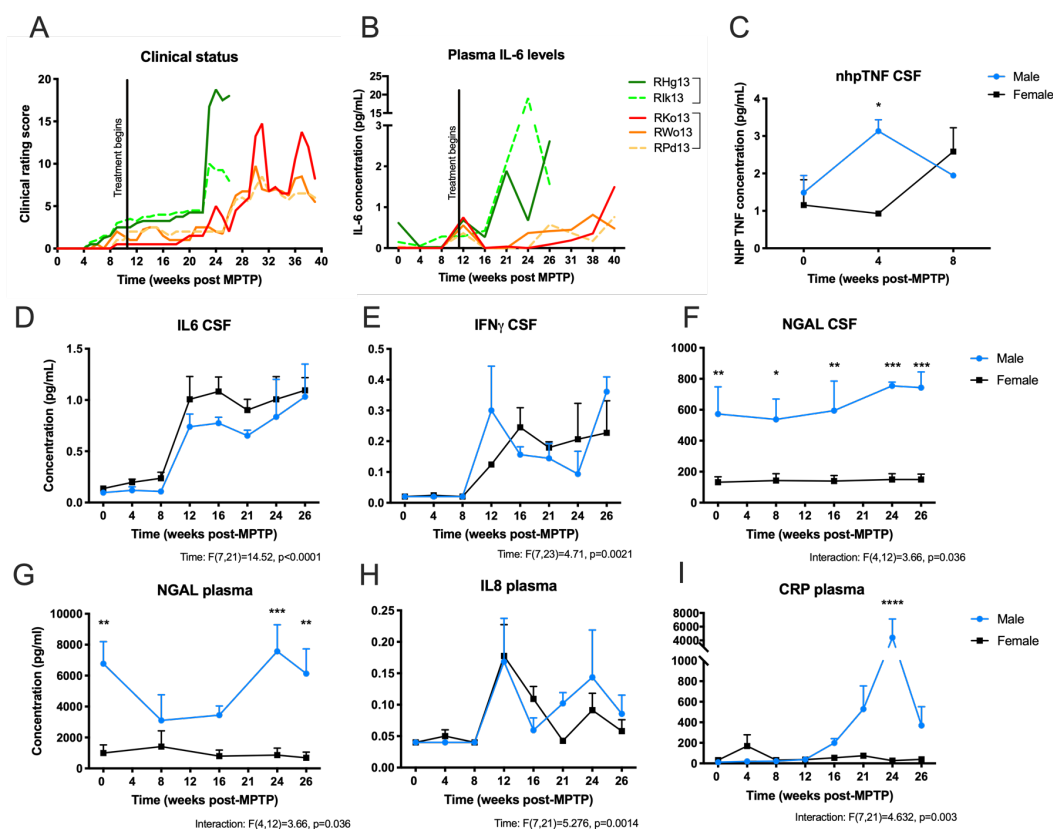 A
Clinical status
Clinical rating score
20
15
10
5
0
Treatment begins
0 4 8 12 16 20 24 28 32 36 40
Time (weeks post MPTP)
B
Plasma IL-6 levels
IL-6 concentration (pg/mL)
25
20
15
10
5
3
2
1
0
Treatment begins
0 4 8 12 16 21 24 26 38 40
Time (weeks post MPTP)
RHg13
Rlk13
RKo13
RWo13
RPd13
C
nhpTNF CSF
NHP TNF concentration (pg/mL)
4
3
2
1
0
*
0 4 8
Time (weeks post-MPTP)
Male
Female
D
IL6 CSF
Concentration (pg/mL)
1.5
1.0
0.5
0.0
0 4 8 12 16 21 24 26
Time (weeks post-MPTP)
Time: F(7,21)=14.52, p<0.0001
E
IFNγ CSF
0.4
0.3
0.2
0.1
0.0
0 4 8 12 16 21 24 26
Time (weeks post-MPTP)
Time: F(7,23)=4.71, p=0.0021
F
NGAL CSF
800
600
400
200
0
** * ** *** ***
0 4 8 12 16 21 24 26
Time (weeks post-MPTP)
Interaction: F(4,12)=3.66, p=0.036
Male
Female
G
NGAL plasma
Concentration (pg/ml)
10000
8000
6000
4000
2000
0
** *** **
0 4 8 12 16 21 24 26
Time (weeks post-MPTP)
Interaction: F(4,12)=3.66, p=0.036
H
IL8 plasma
0.25
0.20
0.15
0.10
0.05
0.00
0 4 8 12 16 21 24 26
Time (weeks post-MPTP)
Time: F(7,21)=5.276, p=0.0014
I
CRP plasma
8000
6000
4000
1000
800
600
400
200
0
****
0 4 8 12 16 21 24 26
Time (weeks post-MPTP)
Interaction: F(7,21)=4.632, p=0.003
Male
Female